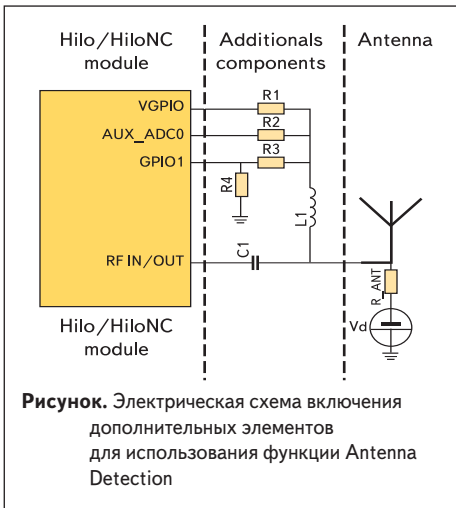 Hilo/HiloNC
module
Additionals
components
Antenna
VGPIO
R1
AUX_ADC0
R2
GPIO1
R3
R4
L1
RF IN/OUT
C1
R_ANT
Vd
Hilo/HiloNC
module
Рисунок. Электрическая схема включения
дополнительных элементов
для использования функции Antenna
Detection